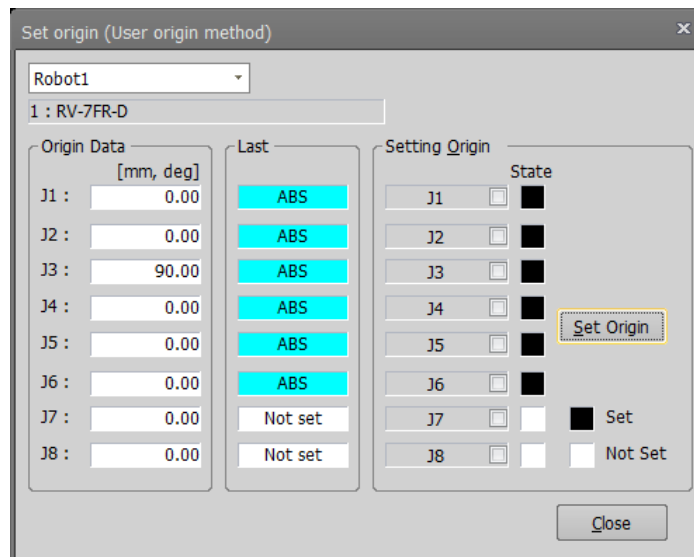 Set origin (User origin method)
Robot1
1 : RV-7FR-D
Origin Data Last Setting Origin
[mm, deg] State
J1 : 0.00 ABS J1
J2 : 0.00 ABS J2
J3 : 90.00 ABS J3
J4 : 0.00 ABS J4
Set Origin
J5 : 0.00 ABS J5
J6 : 0.00 ABS J6
J7 : 0.00 Not set J7 Set
J8 : 0.00 Not set J8 Not Set
Close